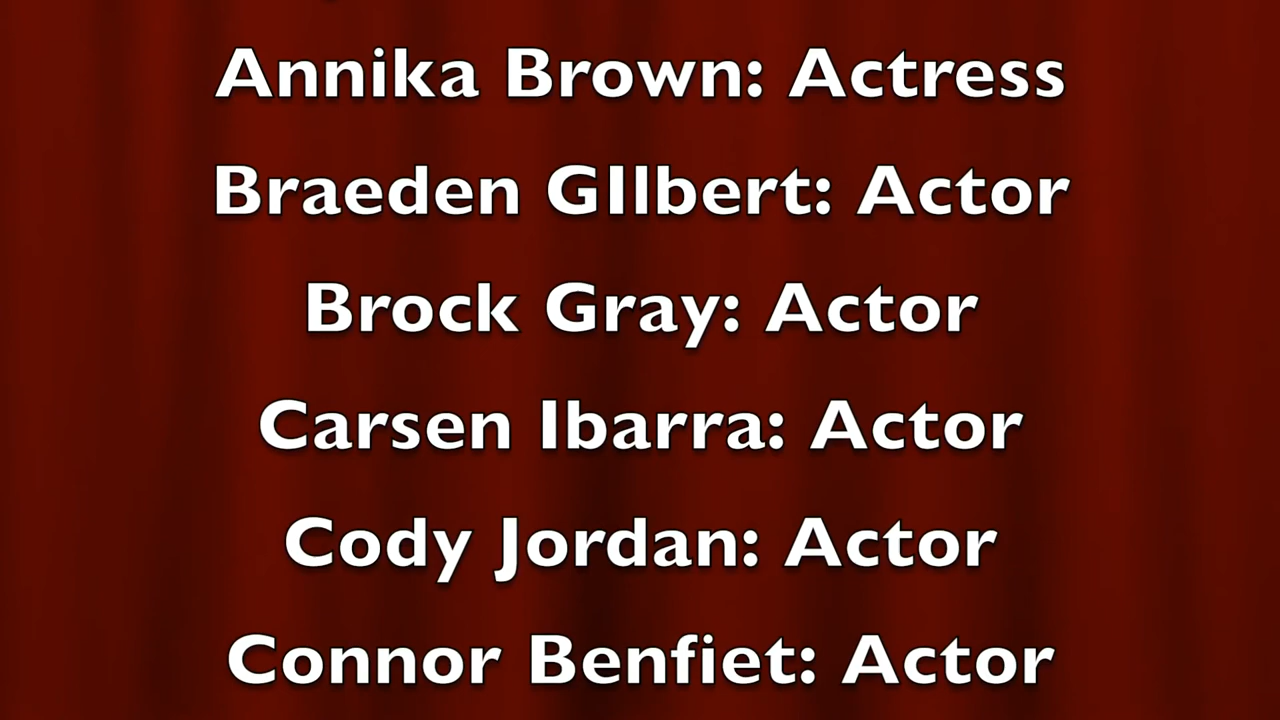 Annika Brown: Actress
Braeden GIlbert: Actor
Brock Gray: Actor
Carsen Ibarra: Actor
Cody Jordan: Actor
Connor Benfiet: Actor